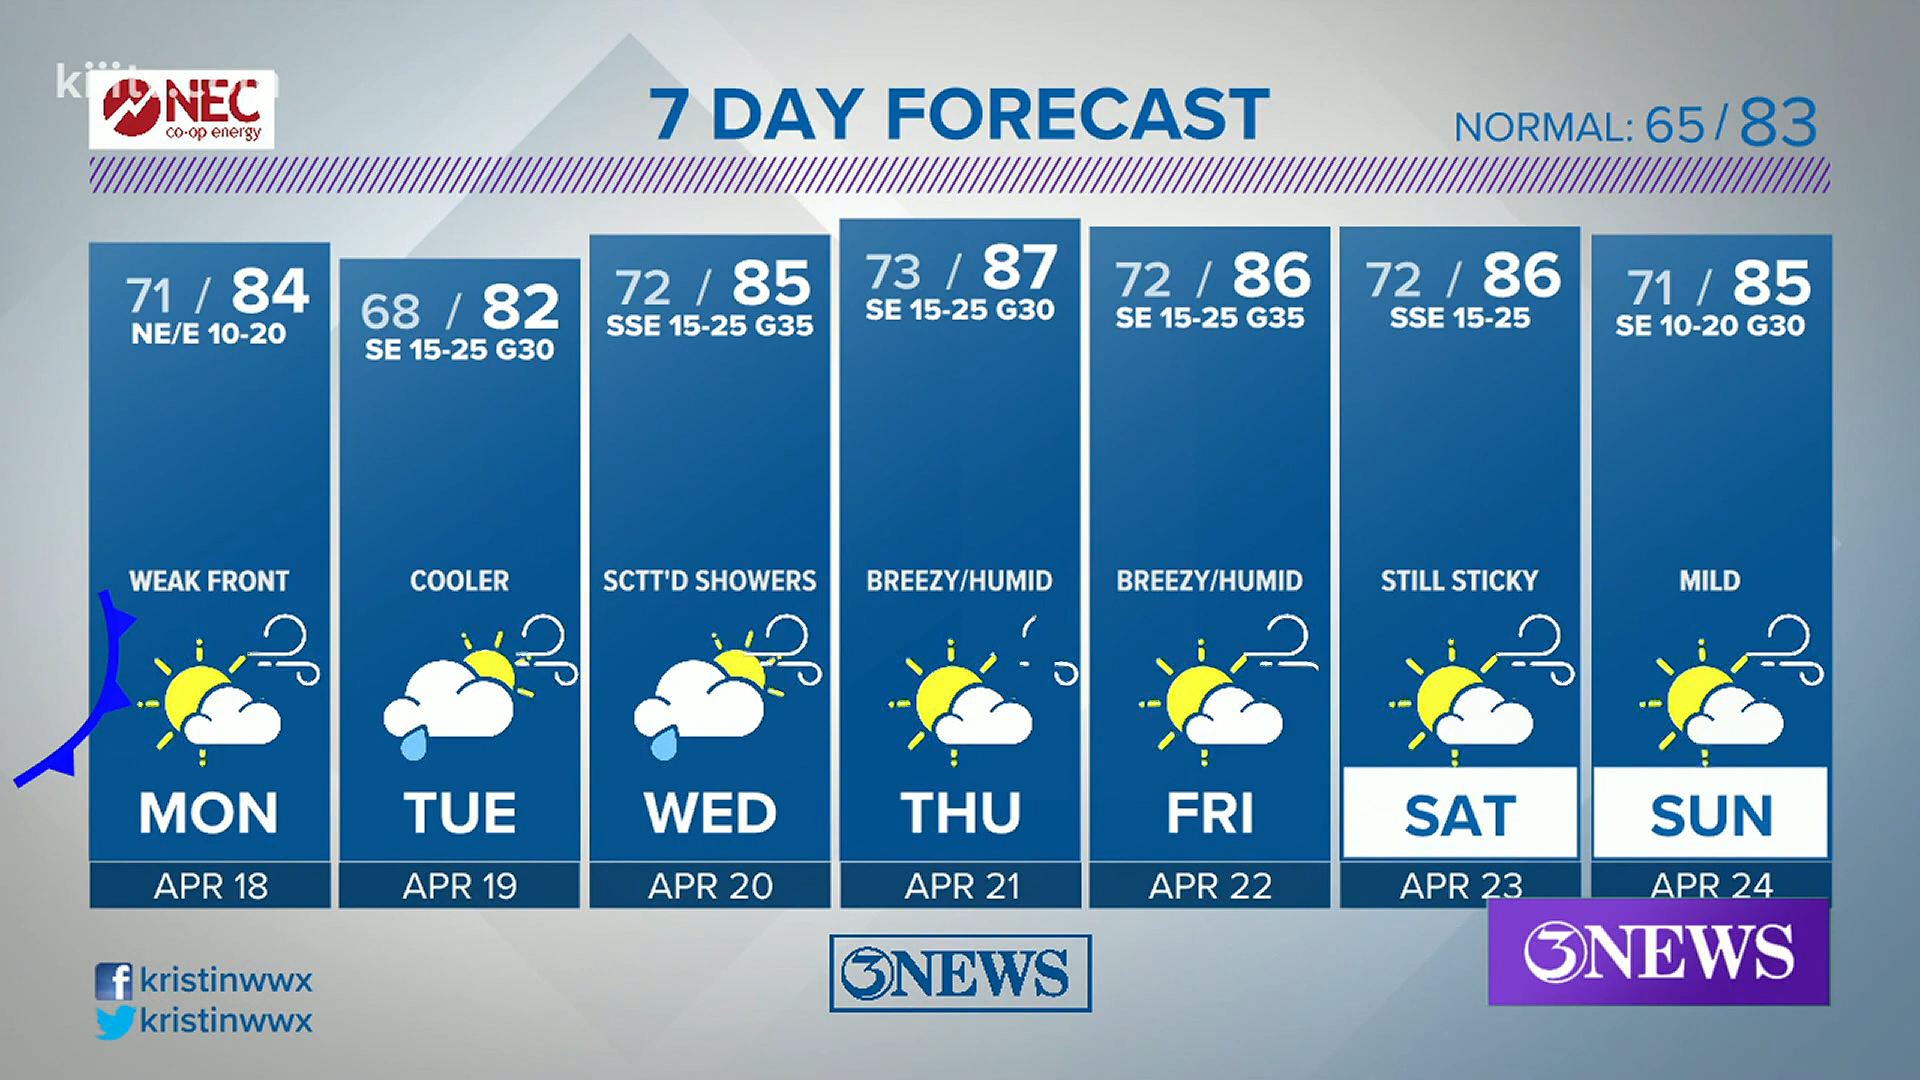 NEC
co-op energy
7 DAY FORECAST
NORMAL: 65 / 83
71 / 84
NE/E 10-20
WEAK FRONT
MON
APR 18
68 / 82
SE 15-25 G30
COOLER
TUE
APR 19
72 / 85
SSE 15-25 G35
SCTT'D SHOWERS
WED
APR 20
73 / 87
SE 15-25 G30
BREEZY/HUMID
THU
APR 21
72 / 86
SE 15-25 G35
BREEZY/HUMID
FRI
APR 22
72 / 86
SSE 15-25
STILL STICKY
SAT
APR 23
71 / 85
SE 10-20 G30
MILD
SUN
APR 24
kristinwwx
kristinwwx
3NEWS
3NEWS